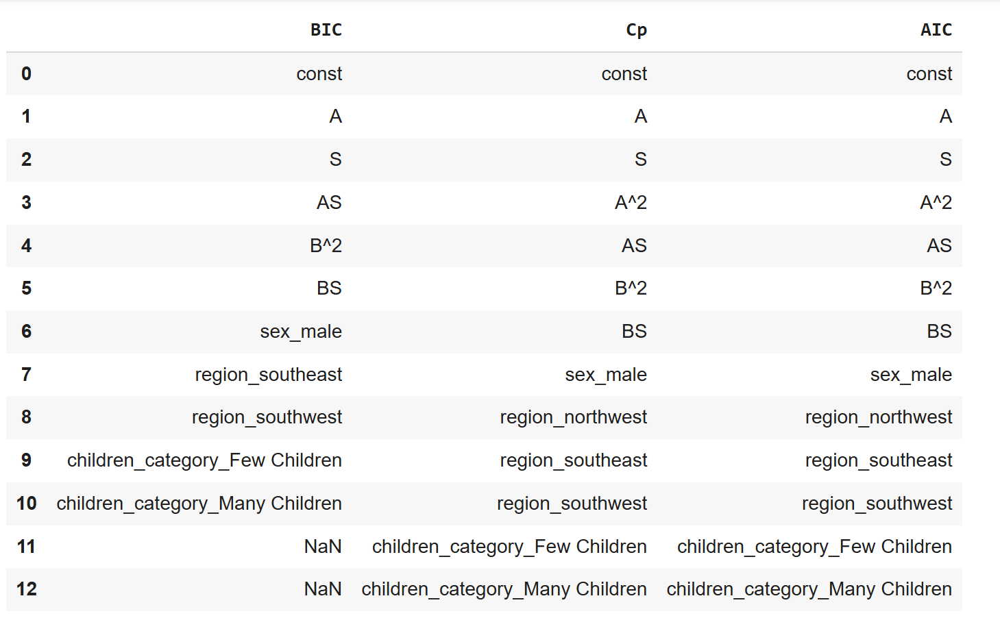 BIC Cp AIC
0 const const const
1 A A A
2 S S S
3 AS A^2 A^2
4 B^2 AS AS
5 BS B^2 B^2
6 sex_male BS BS
7 region_southeast sex_male sex_male
8 region_southwest region_northwest region_northwest
9 children_category_Few Children region_southeast region_southeast
10 children_category_Many Children region_southwest region_southwest
11 NaN children_category_Few Children children_category_Few Children
12 NaN children_category_Many Children children_category_Many Children